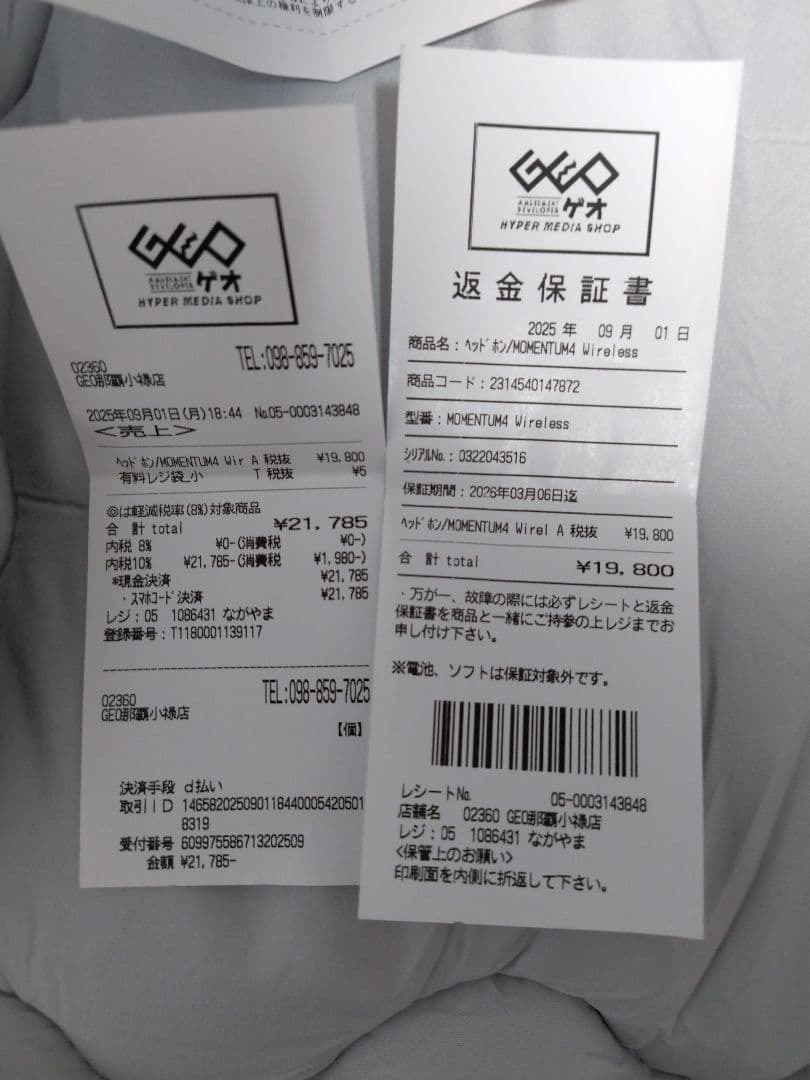 上の権利を制限する
GEO
AMUSEMENT
DEVELOPER ゲオ
HYPER MEDIA SHOP
02360 TEL:098-859-7025
GEO那覇小禄店
2025年09月01日(月)18:44 No.05-0003143848
<売上>
ヘッドホン/MOMENTUM4 Wir A 税抜 ¥19,800
有料レジ袋_小 T 税抜 ¥5
◎は軽減税率(8%)対象商品
合 計 total ¥21,785
内税 8% ¥0-(消費税 ¥0-)
内税10% ¥21,785-(消費税 ¥1,980-)
*現金決済 ¥21,785
・スマホコード決済 ¥21,785
レジ:05 1086431 ながやま
登録番号:T1180001139117
02360 TEL:098-859-7025
GEO那覇小禄店
【個】
決済手段 d払い
取引ID 14658202509011844000542050 1
8319
受付番号 609975586713202509
金額 ¥21,785-
GEO
AMUSEMENT
DEVELOPER ゲオ
HYPER MEDIA SHOP
返金保証書
2025 年 09 月 01 日
商品名:ヘッドホン/MOMENTUM4 Wireless
商品コード:2314540147872
型番:MOMENTUM4 Wireless
シリアルNo.:0322043516
保証期間:2026年03月06日迄
ヘッドホン/MOMENTUM4 Wirel A 税抜 ¥19,800
合 計 total ¥19,800
・万が一、故障の際には必ずレシートと返金
保証書を商品と一緒にご持参の上レジまでお
申し付け下さい。
※電池、ソフトは保証対象外です。
レシートNo. 05-0003143848
店舗名 02360 GEO那覇小禄店
レジ:05 1086431 ながやま
<保管上のお願い>
印刷面を内側に折返して下さい。